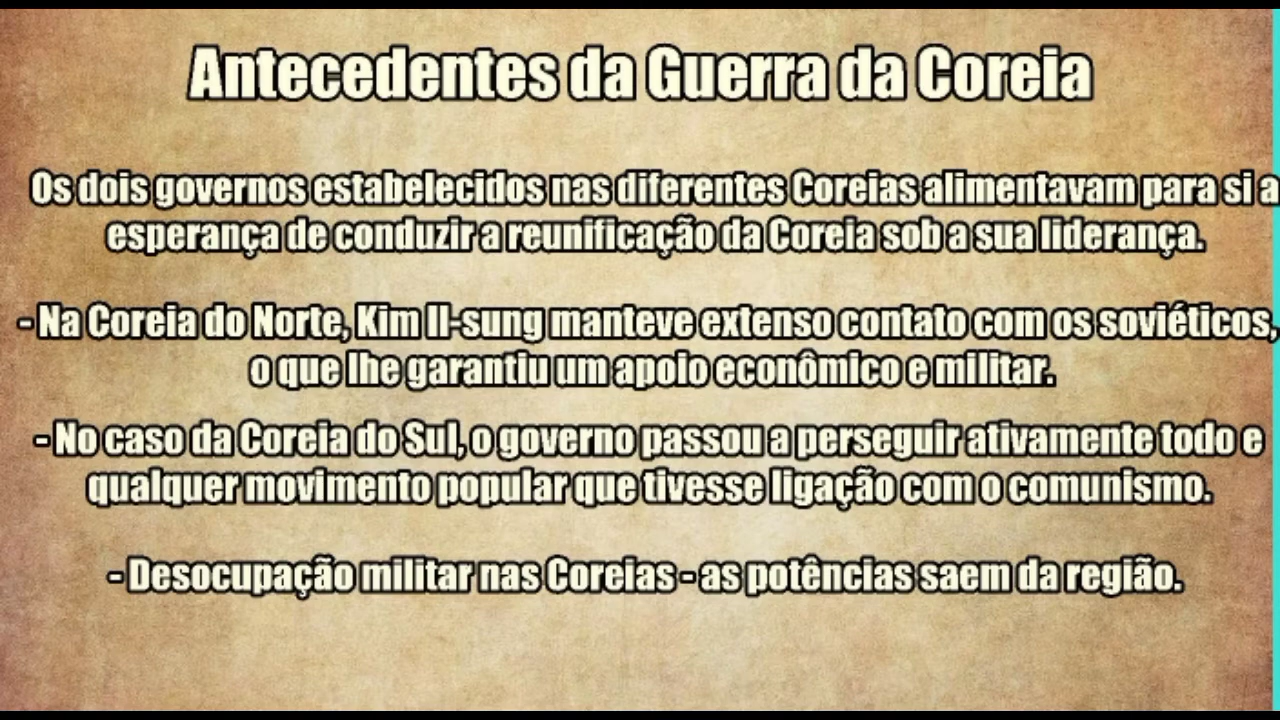 Antecedentes da Guerra da Coreia
Os dois governos estabelecidos nas diferentes Coreias alimentavam para si a
esperança de conduzir a reunificação da Coreia sob a sua liderança.
- Na Coreia do Norte, Kim Il-sung manteve extenso contato com os soviéticos,
o que lhe garantiu um apoio econômico e militar.
- No caso da Coreia do Sul, o governo passou a perseguir ativamente todo e
qualquer movimento popular que tivesse ligação com o comunismo.
- Desocupação militar nas Coreias - as potências saem da região.